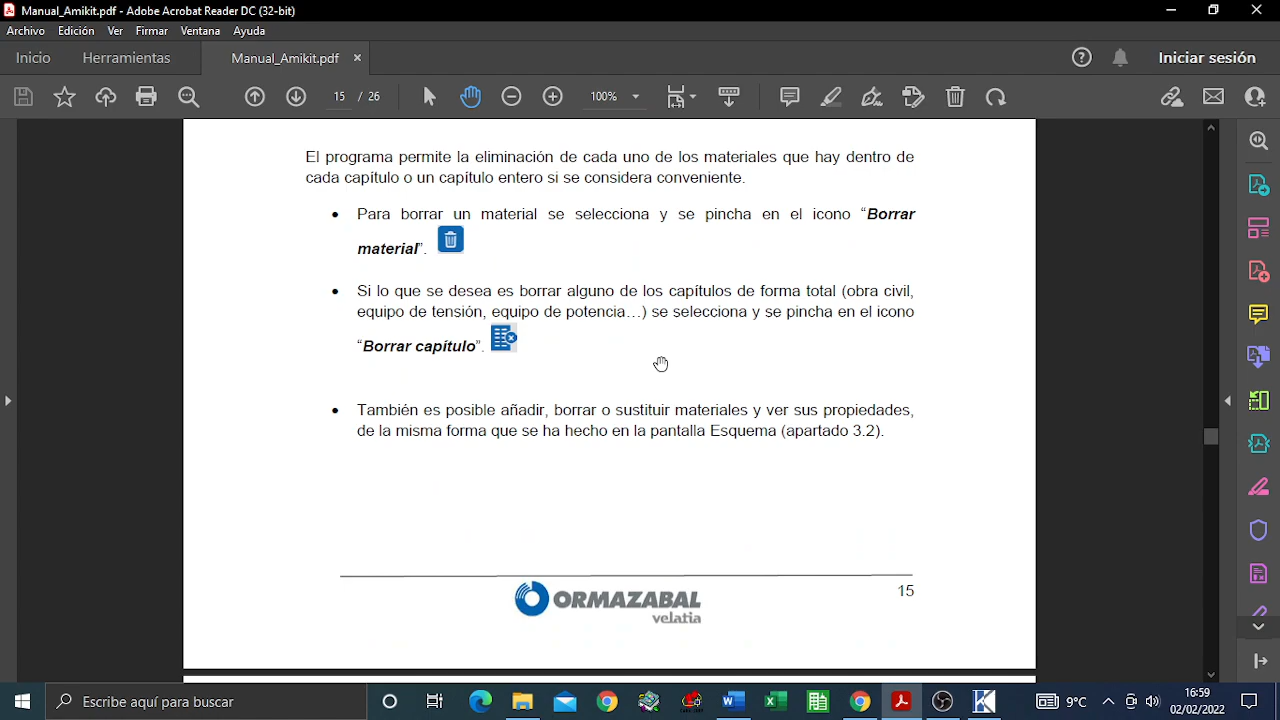 Manual_Amikit.pdf - Adobe Acrobat Reader DC (32-bit)
Archivo Edición Ver Firmar Ventana Ayuda
Inicio Herramientas Manual_Amikit.pdf × Iniciar sesión
15 / 26 100%
El programa permite la eliminación de cada uno de los materiales que hay dentro de
cada capítulo o un capítulo entero si se considera conveniente.
• Para borrar un material se selecciona y se pincha en el icono “Borrar
material”.
• Si lo que se desea es borrar alguno de los capítulos de forma total (obra civil,
equipo de tensión, equipo de potencia…) se selecciona y se pincha en el icono
“Borrar capítulo”.
• También es posible añadir, borrar o sustituir materiales y ver sus propiedades,
de la misma forma que se ha hecho en la pantalla Esquema (apartado 3.2).
15
ORMAZABAL
velatia
Escribe aquí para buscar
9°C
16:59
02/02/2022